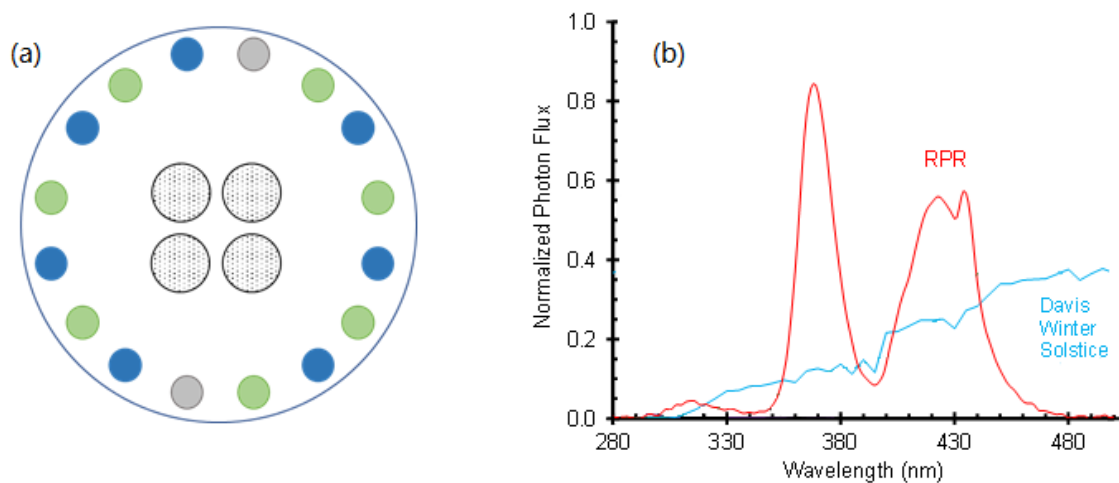 (a)
(b)
1.0
0.8
0.6
0.4
0.2
0.0
Normalized Photon Flux
RPR
Davis
Winter
Solstice
280
330
380
430
480
Wavelength (nm)